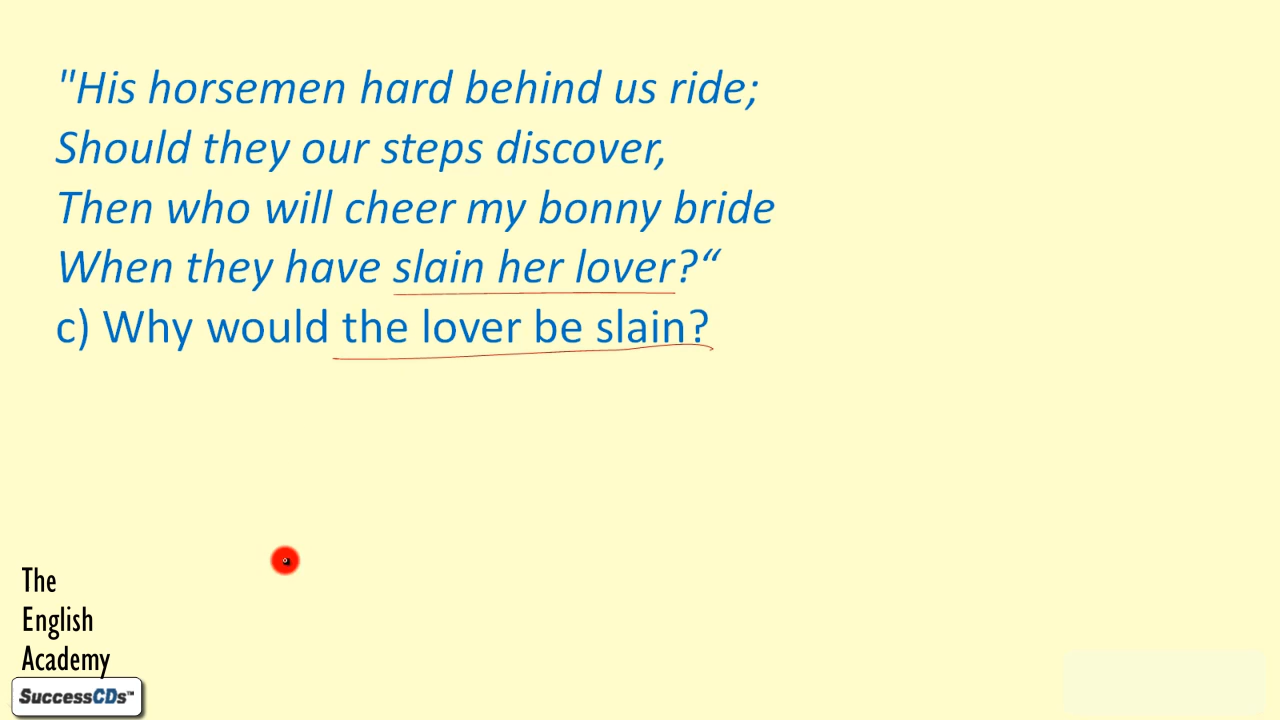 "His horsemen hard behind us ride;
Should they our steps discover,
Then who will cheer my bonny bride
When they have slain her lover?“
c) Why would the lover be slain?
The
English
Academy
SuccessCDs™